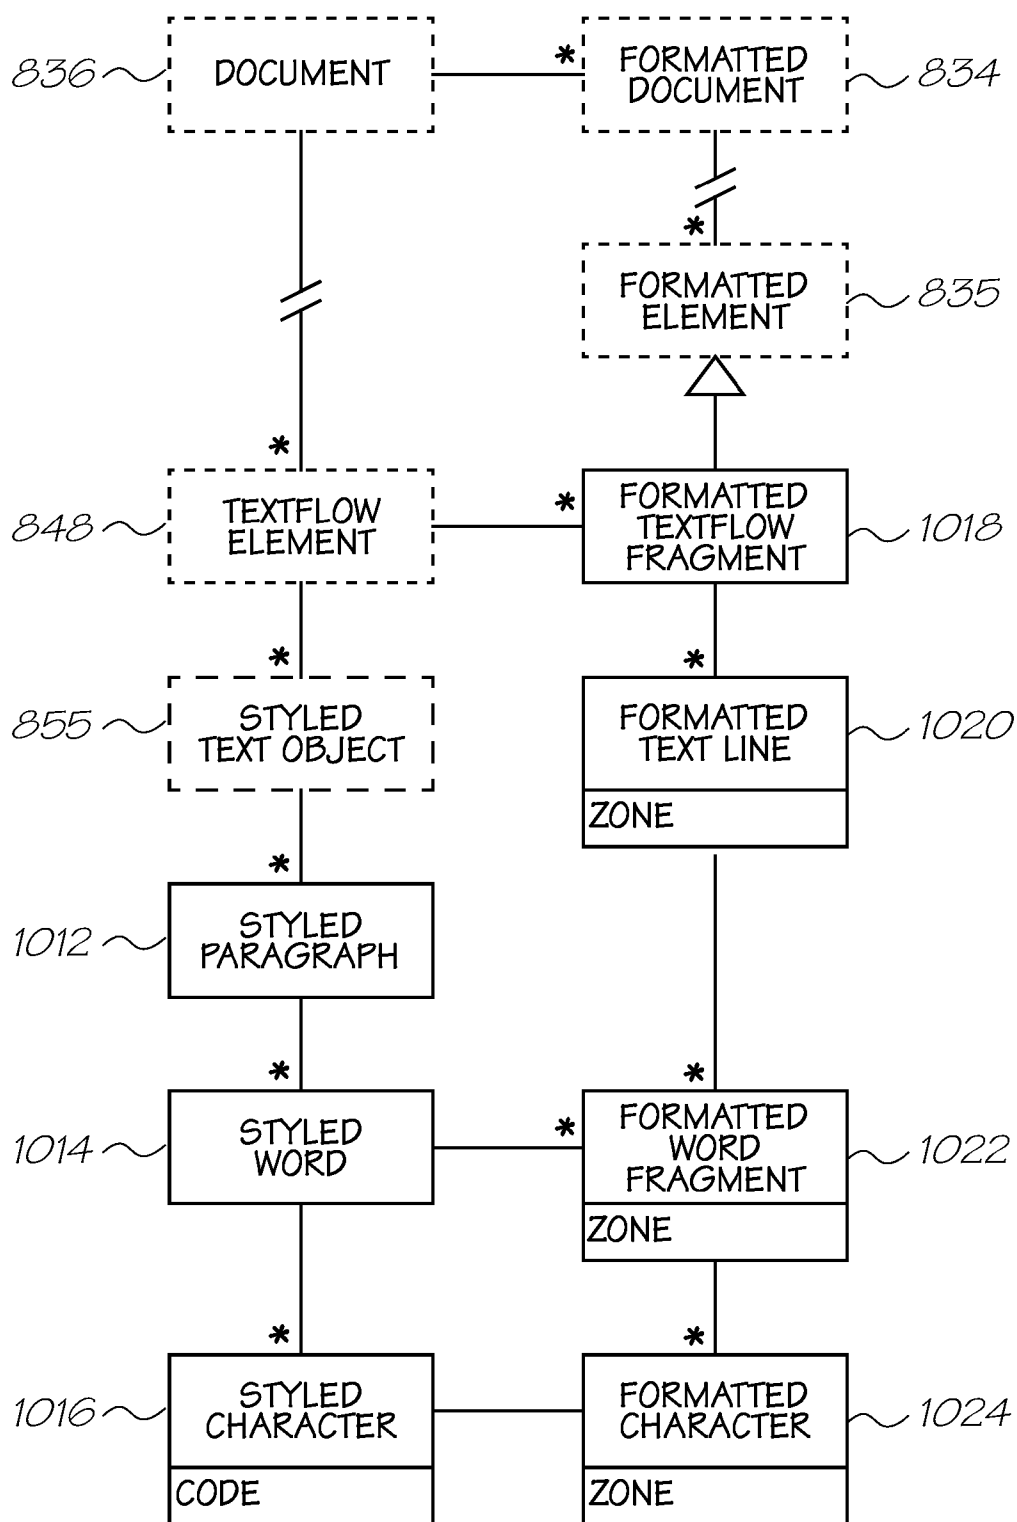 836
DOCUMENT
*
FORMATTED
DOCUMENT
834
*
FORMATTED
ELEMENT
835
*
848
TEXTFLOW
ELEMENT
*
FORMATTED
TEXTFLOW
FRAGMENT
1018
*
855
STYLED
TEXT OBJECT
*
FORMATTED
TEXT LINE
1020
ZONE
*
1012
STYLED
PARAGRAPH
*
1014
STYLED
WORD
*
*
FORMATTED
WORD
FRAGMENT
1022
ZONE
*
1016
STYLED
CHARACTER
CODE
*
FORMATTED
CHARACTER
1024
ZONE